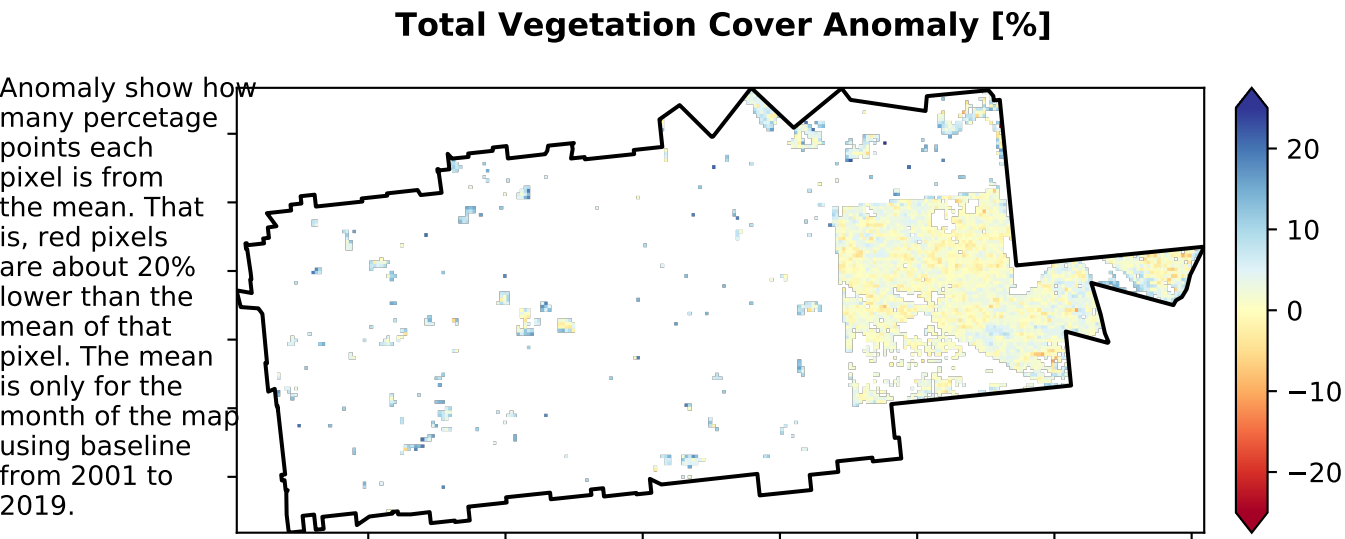 Total Vegetation Cover Anomaly [%]
Anomaly show how
many percetage
points each
pixel is from
the mean. That
is, red pixels
are about 20%
lower than the
mean of that
pixel. The mean
is only for the
month of the map
using baseline
from 2001 to
2019.
20
10
0
−10
−20